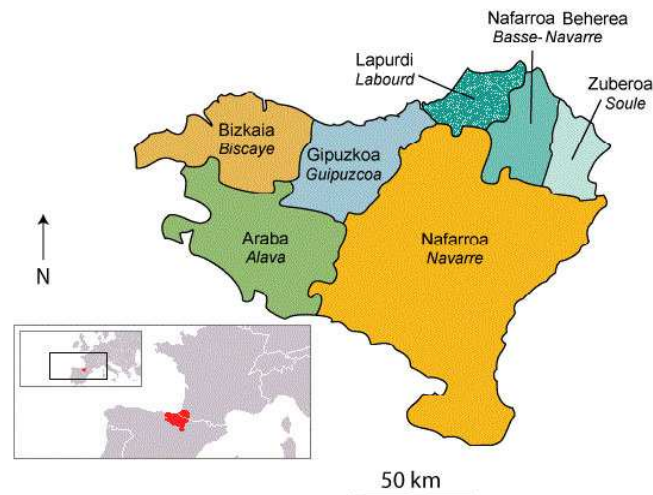 Nafarroa Beherea
Basse-Navarre
Lapurdi
Labourd
Zuberoa
Soule
Bizkaia
Biscaye
Gipuzkoa
Guipuzcoa
Araba
Alava
Nafarroa
Navarre
N
50 km